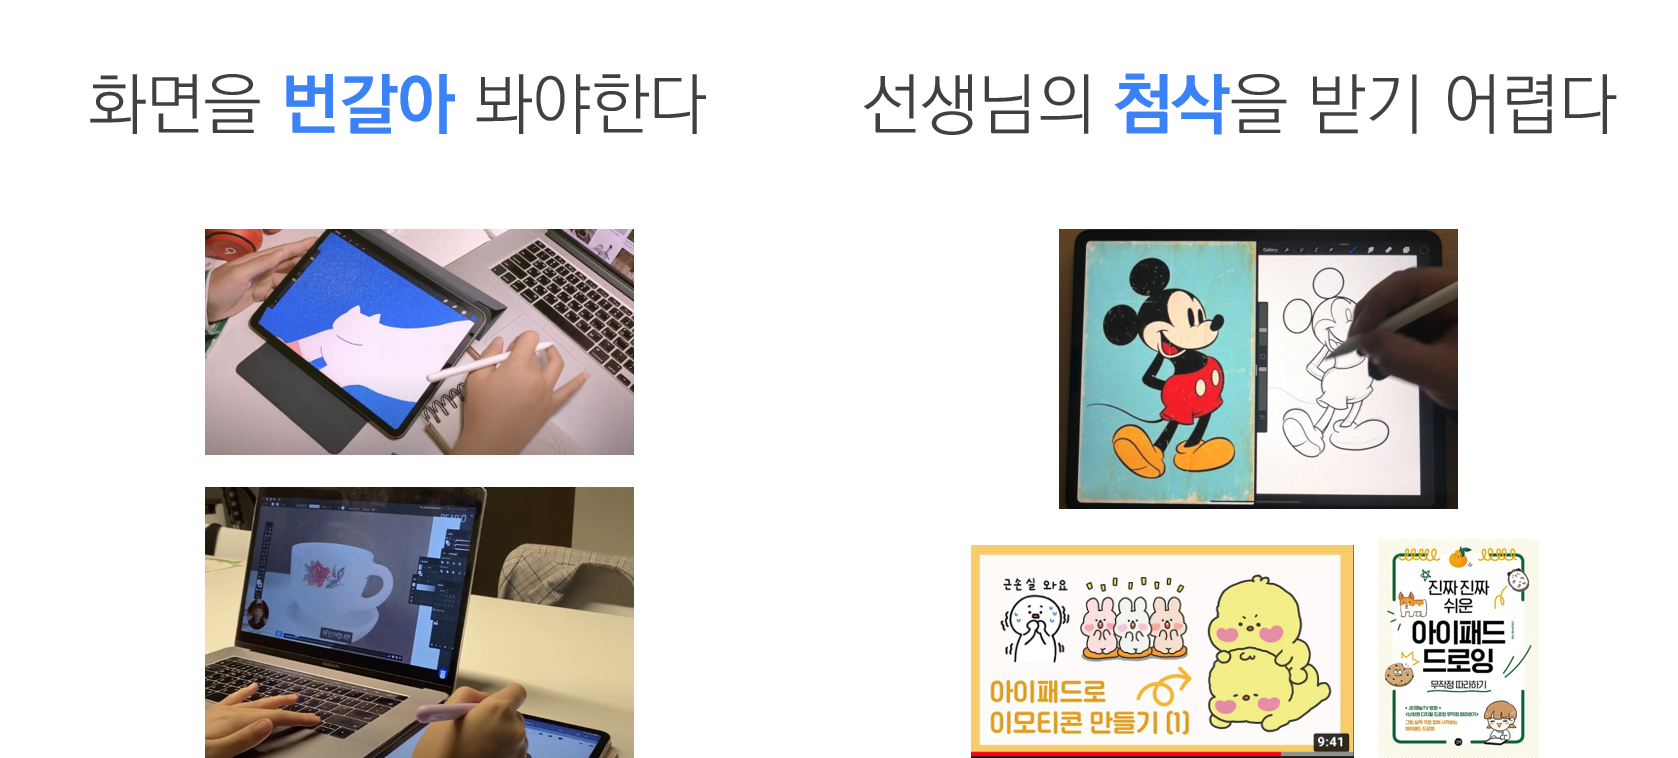 화면을 번갈아 봐야한다
선생님의 첨삭을 받기 어렵다
Gallery
근손실 와요
아이패드로
이모티콘 만들기 (1)
9:41
진짜 진짜
쉬운
아이패드
드로잉
무작정 따라하기